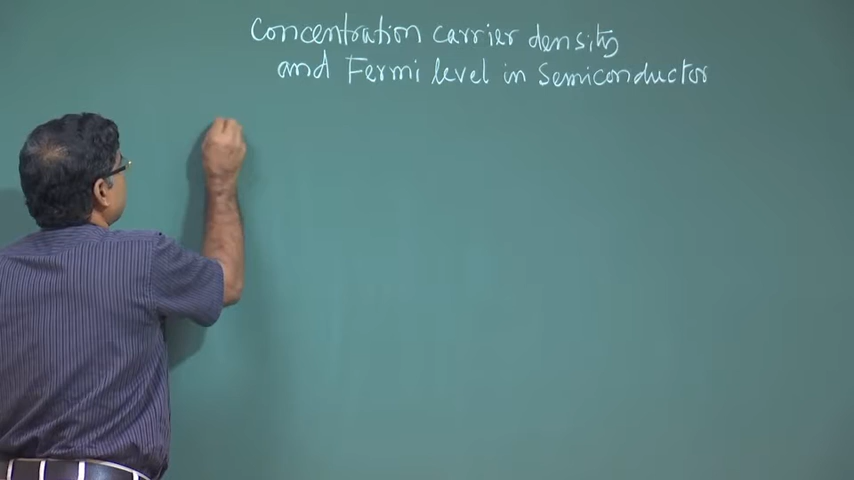 Concentration carrier density
and Fermi level in Semiconductor